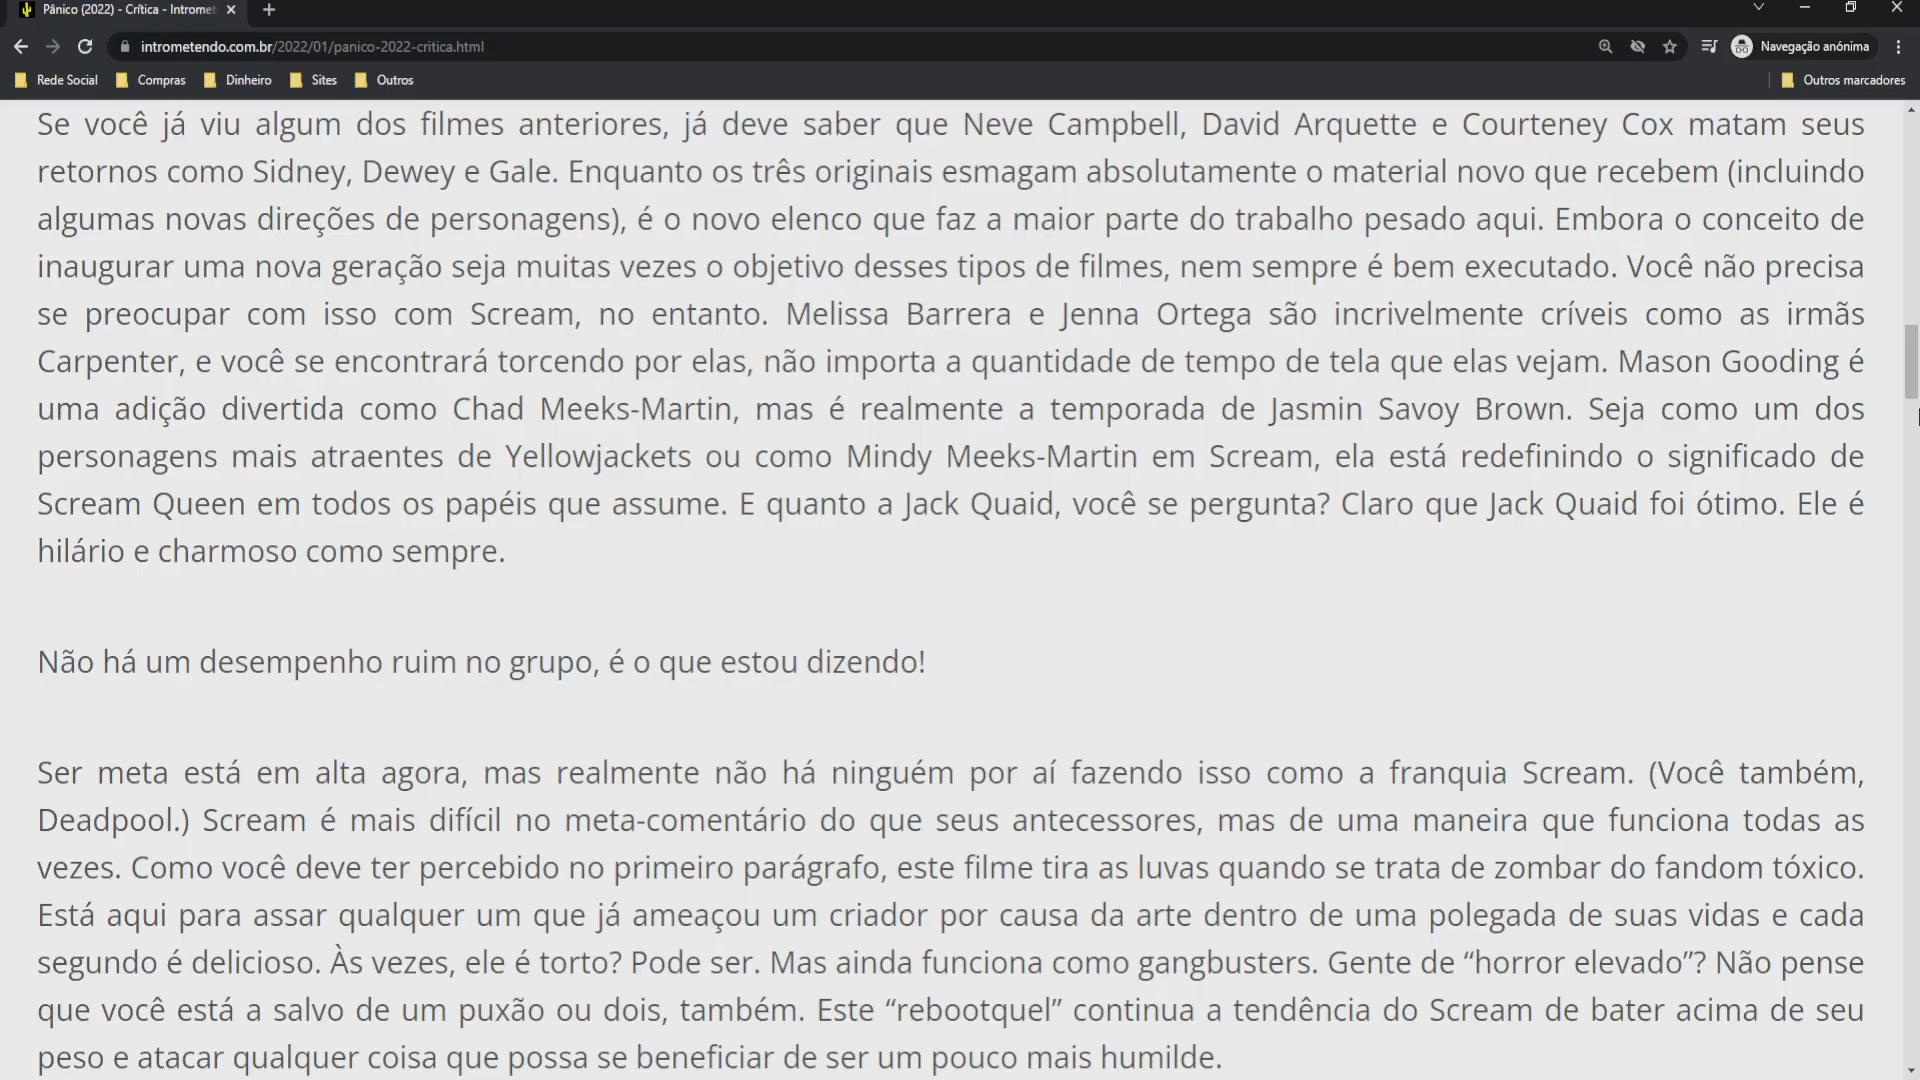 Pânico (2022) - Crítica - Intromet
intrometendo.com.br/2022/01/panico-2022-critica.html
Navegação anónima
Rede Social Compras Dinheiro Sites Outros Outros marcadores
Se você já viu algum dos filmes anteriores, já deve saber que Neve Campbell, David Arquette e Courteney Cox matam seus
retornos como Sidney, Dewey e Gale. Enquanto os três originais esmagam absolutamente o material novo que recebem (incluindo
algumas novas direções de personagens), é o novo elenco que faz a maior parte do trabalho pesado aqui. Embora o conceito de
inaugurar uma nova geração seja muitas vezes o objetivo desses tipos de filmes, nem sempre é bem executado. Você não precisa
se preocupar com isso com Scream, no entanto. Melissa Barrera e Jenna Ortega são incrivelmente críveis como as irmãs
Carpenter, e você se encontrará torcendo por elas, não importa a quantidade de tempo de tela que elas vejam. Mason Gooding é
uma adição divertida como Chad Meeks-Martin, mas é realmente a temporada de Jasmin Savoy Brown. Seja como um dos
personagens mais atraentes de Yellowjackets ou como Mindy Meeks-Martin em Scream, ela está redefinindo o significado de
Scream Queen em todos os papéis que assume. E quanto a Jack Quaid, você se pergunta? Claro que Jack Quaid foi ótimo. Ele é
hilário e charmoso como sempre.
Não há um desempenho ruim no grupo, é o que estou dizendo!
Ser meta está em alta agora, mas realmente não há ninguém por aí fazendo isso como a franquia Scream. (Você também,
Deadpool.) Scream é mais difícil no meta-comentário do que seus antecessores, mas de uma maneira que funciona todas as
vezes. Como você deve ter percebido no primeiro parágrafo, este filme tira as luvas quando se trata de zombar do fandom tóxico.
Está aqui para assar qualquer um que já ameaçou um criador por causa da arte dentro de uma polegada de suas vidas e cada
segundo é delicioso. Às vezes, ele é torto? Pode ser. Mas ainda funciona como gangbusters. Gente de “horror elevado”? Não pense
que você está a salvo de um puxão ou dois, também. Este “rebootquel” continua a tendência do Scream de bater acima de seu
peso e atacar qualquer coisa que possa se beneficiar de ser um pouco mais humilde.